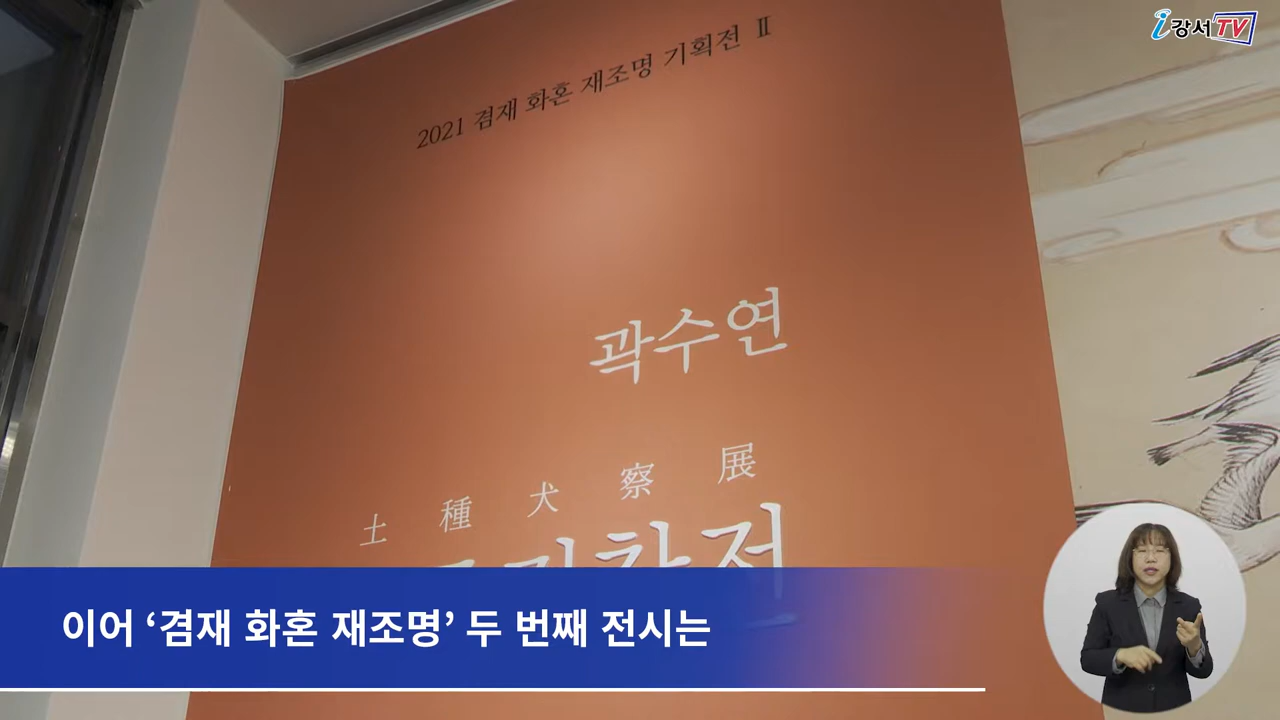 i강서TV
2021 겸재 화혼 재조명 기획전 Ⅱ
곽수연
土種犬察展
이어 ‘겸재 화혼 재조명’ 두 번째 전시는